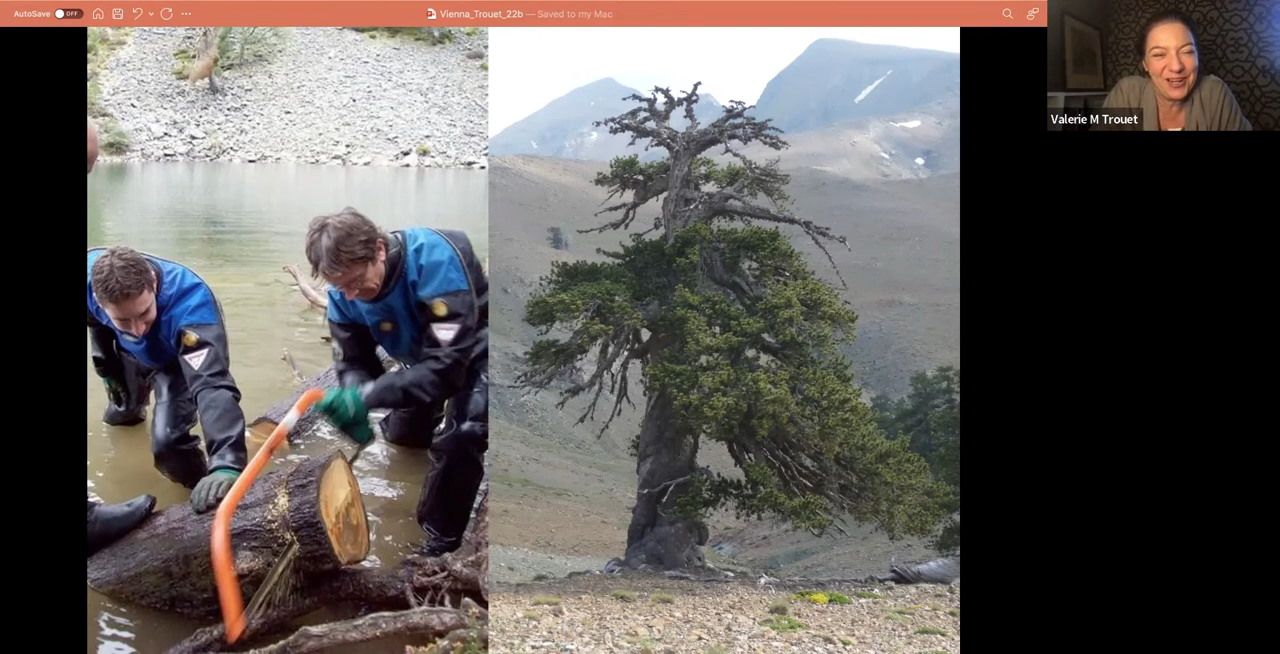 AutoSave OFF
Vienna_Trouet_22b — Saved to my Mac
Valerie M Trouet